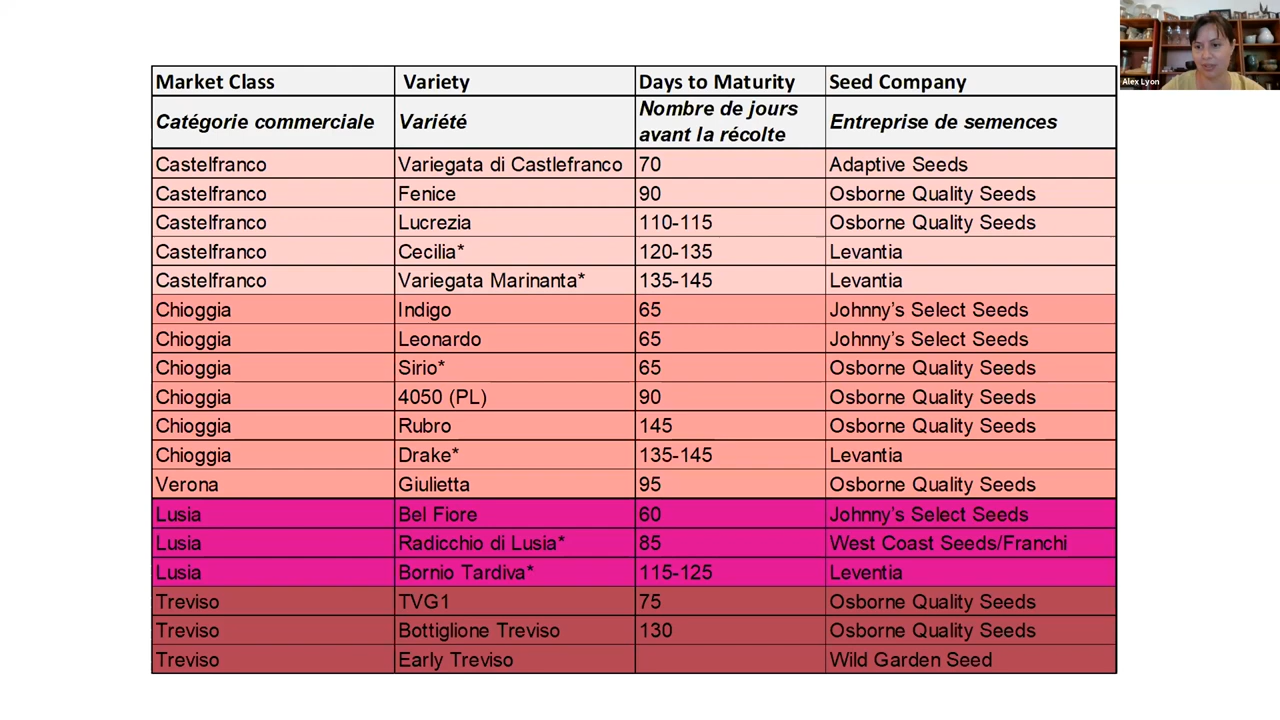 Alex Lyon
Market Class Variety Days to Maturity Seed Company
Catégorie commerciale Variété Nombre de jours avant la récolte Entreprise de semences
Castelfranco Variegata di Castlefranco 70 Adaptive Seeds
Castelfranco Fenice 90 Osborne Quality Seeds
Castelfranco Lucrezia 110-115 Osborne Quality Seeds
Castelfranco Cecilia* 120-135 Levantia
Castelfranco Variegata Marinanta* 135-145 Levantia
Chioggia Indigo 65 Johnny’s Select Seeds
Chioggia Leonardo 65 Johnny’s Select Seeds
Chioggia Sirio* 65 Osborne Quality Seeds
Chioggia 4050 (PL) 90 Osborne Quality Seeds
Chioggia Rubro 145 Osborne Quality Seeds
Chioggia Drake* 135-145 Levantia
Verona Giulietta 95 Osborne Quality Seeds
Lusia Bel Fiore 60 Johnny’s Select Seeds
Lusia Radicchio di Lusia* 85 West Coast Seeds/Franchi
Lusia Bornio Tardiva* 115-125 Leventia
Treviso TVG1 75 Osborne Quality Seeds
Treviso Bottiglione Treviso 130 Osborne Quality Seeds
Treviso Early Treviso Wild Garden Seed